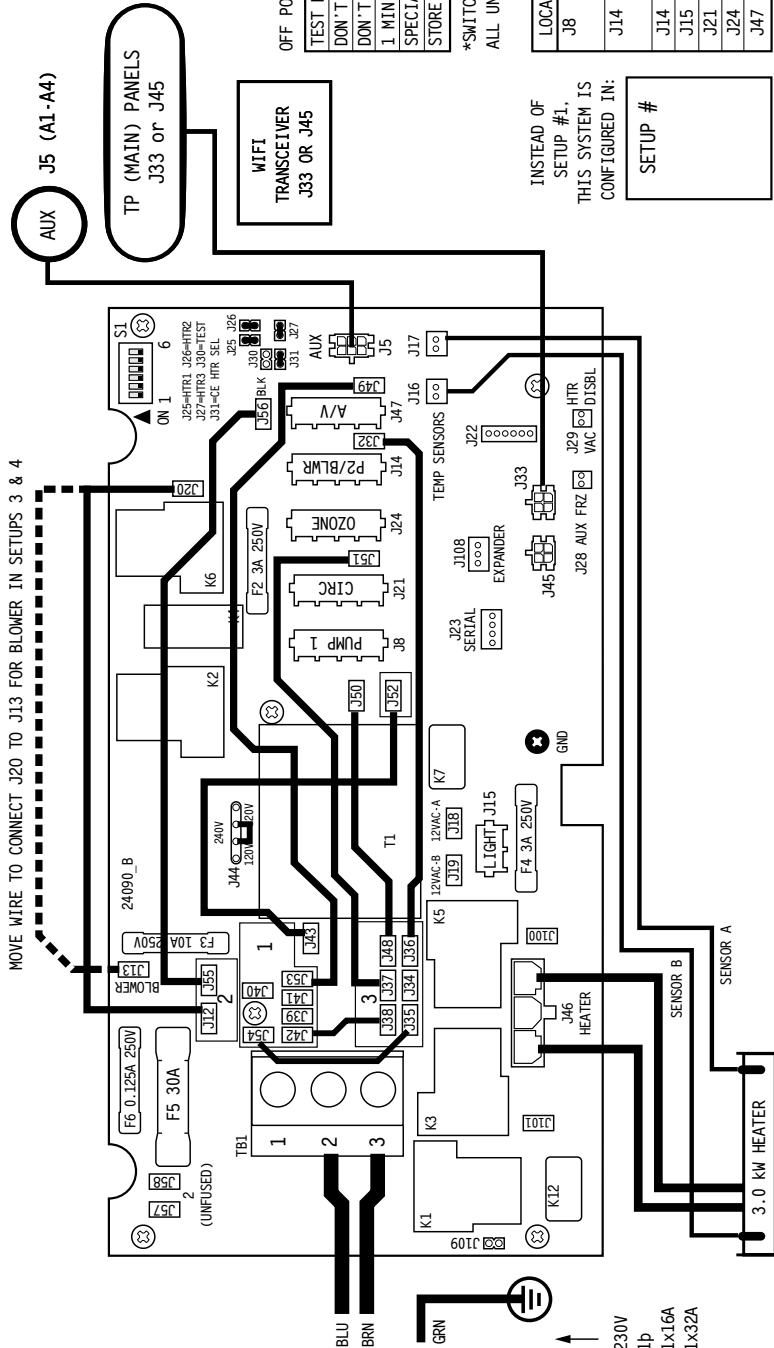 MOVE WIRE TO CONNECT J20 TO J13 FOR BLOWER IN SETUPS 3 & 4
AUX
J5 (A1-A4)
TP (MAIN) PANELS
J33 or J45
WIFI
TRANSCEIVER
J33 OR J45
OFF PO
TEST
DON'T
DON'T
1 MIN
SPECIA
STORE
*SWITC
ALL UN
LOCA
J8
J14
J14
J15
J21
J24
J47
INSTEAD OF
SETUP #1,
THIS SYSTEM IS
CONFIGURED IN:
SETUP #
S1
ON 1
6
J25=HTR1 J26=HTR2
J27=HTR3 J30=TEST
J31=CE HTR SEL
J25
J26
J30
J31
J27
BLK
J56
AUX
J5
J49
A/V
J47
J32
P2/BLWR
J14
OZONE
J24
J51
CIRC
J21
PUMP 1
J8
J50
J52
J16
J17
TEMP SENSORS
J22
J29
HTR
DISBL
VAC
J33
J45
J28 AUX FRZ
J108
EXPANDER
J23
SERIAL
J20
K6
F2 3A 250V
K4
K2
24090_B
J44
240V
120V
120V
T1
K7
GND
12VAC-A
J18
12VAC-B
J19
LIGHT
J15
F4 3A 250V
F3 10A 250V
J13
BLOWER
J12
J55
2
1
J43
J40
J53
J41
J39
J42
J54
3
J48
J36
J37
J34
J38
J35
F6 0.125A 250V
F5 30A
J58
J57
2
(UNFUSED)
TB1
1
2
3
K5
K3
K1
K12
J100
J101
J109
J46
HEATER
SENSOR B
SENSOR A
3.0 kW HEATER
BLU
BRN
GRN
230V
1p
1x16A
1x32A